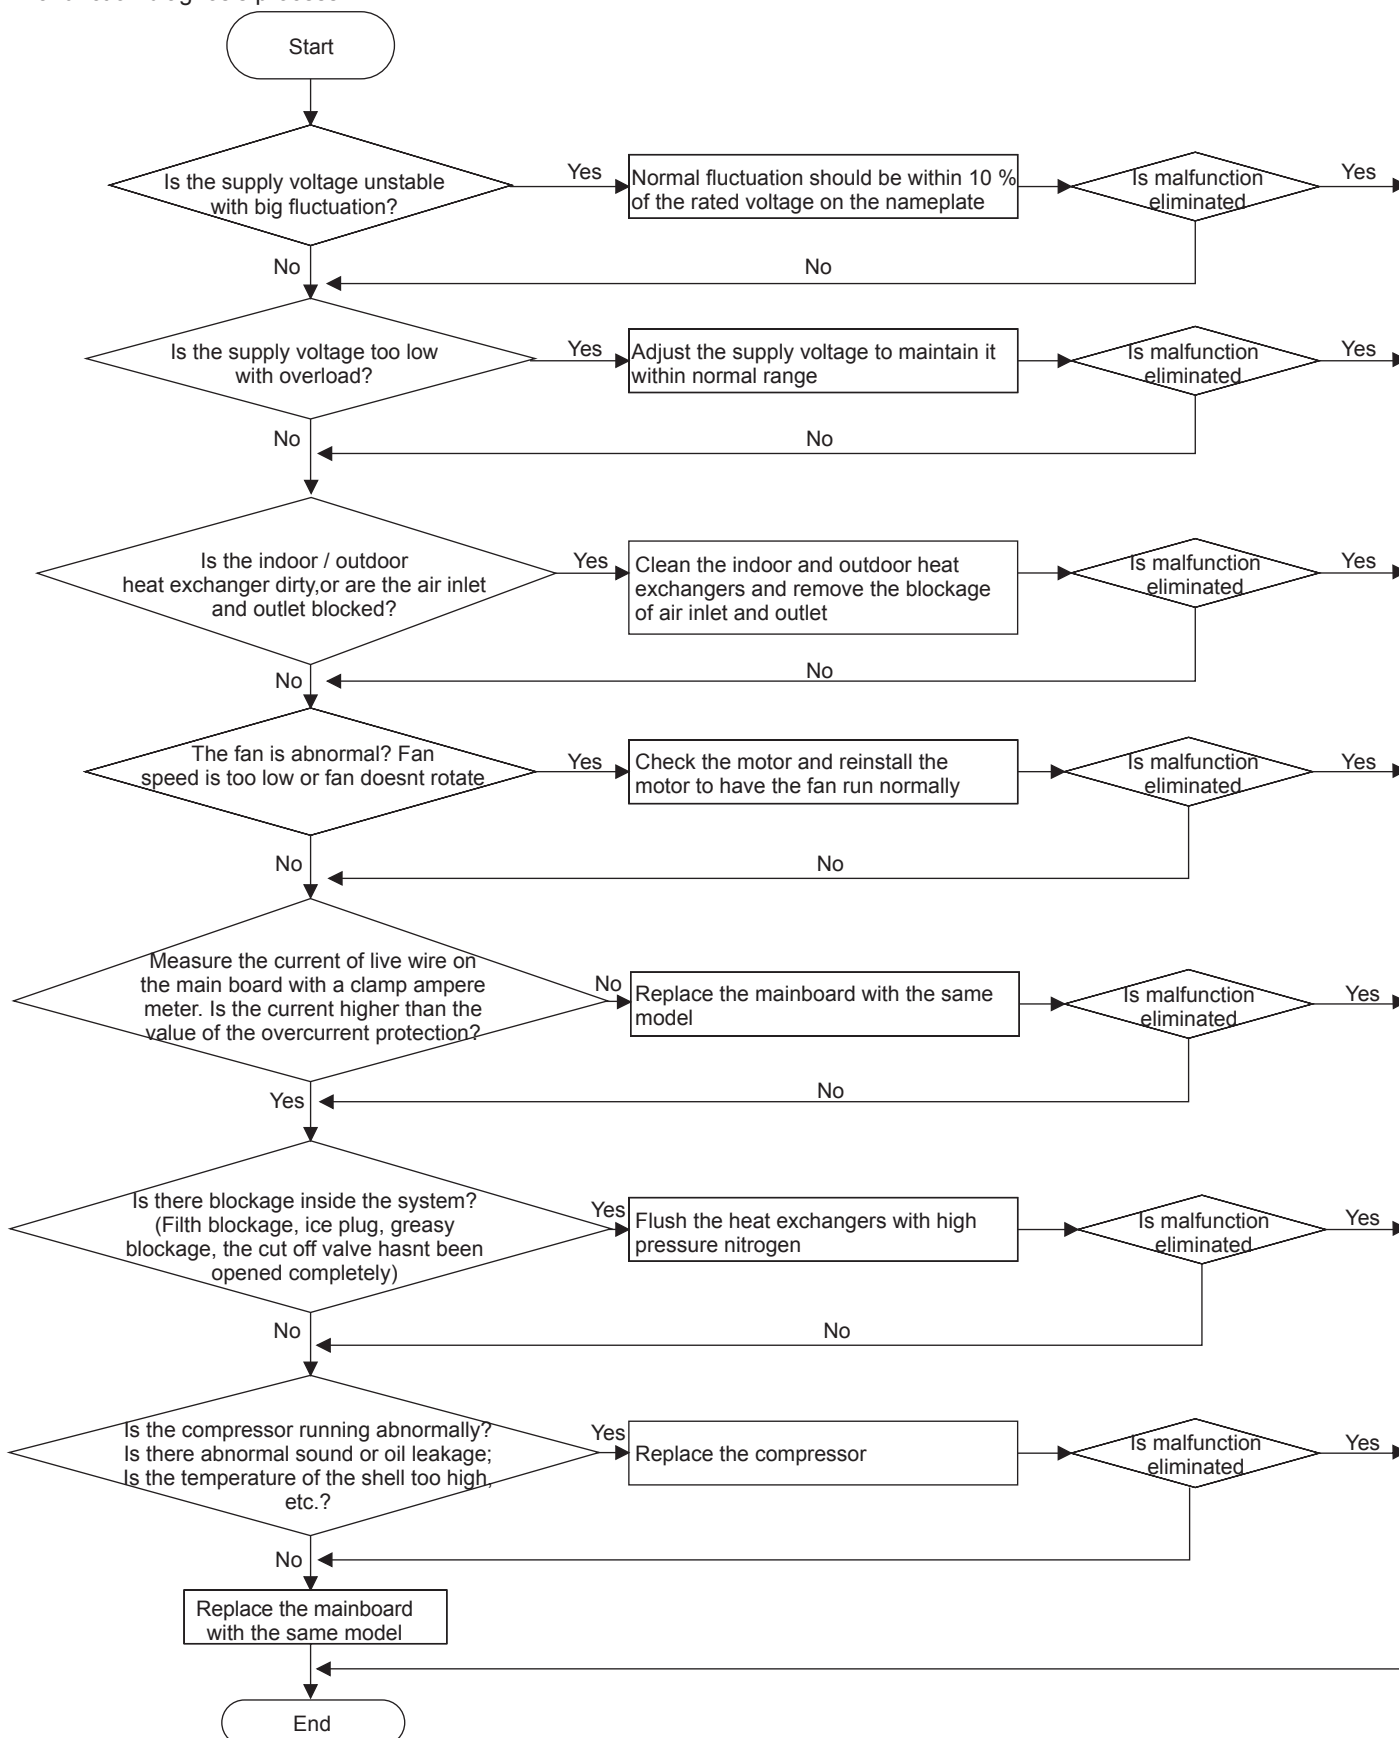 Start
Is the supply voltage unstable
with big fluctuation?
Yes
Normal fluctuation should be within 10 %
of the rated voltage on the nameplate
Is malfunction
eliminated
Yes
No
No
Is the supply voltage too low
with overload?
Yes
Adjust the supply voltage to maintain it
within normal range
Is malfunction
eliminated
Yes
No
No
Is the indoor / outdoor
heat exchanger dirty,or are the air inlet
and outlet blocked?
Yes
Clean the indoor and outdoor heat
exchangers and remove the blockage
of air inlet and outlet
Is malfunction
eliminated
Yes
No
No
The fan is abnormal? Fan
speed is too low or fan doesnt rotate
Yes
Check the motor and reinstall the
motor to have the fan run normally
Is malfunction
eliminated
Yes
No
No
Measure the current of live wire on
the main board with a clamp ampere
meter. Is the current higher than the
value of the overcurrent protection?
No
Replace the mainboard with the same
model
Is malfunction
eliminated
Yes
Yes
No
Is there blockage inside the system?
(Filth blockage, ice plug, greasy
blockage, the cut off valve hasnt been
opened completely)
Yes
Flush the heat exchangers with high
pressure nitrogen
Is malfunction
eliminated
Yes
No
No
Is the compressor running abnormally?
Is there abnormal sound or oil leakage;
Is the temperature of the shell too high,
etc.?
Yes
Replace the compressor
Is malfunction
eliminated
Yes
No
Replace the mainboard
with the same model
End